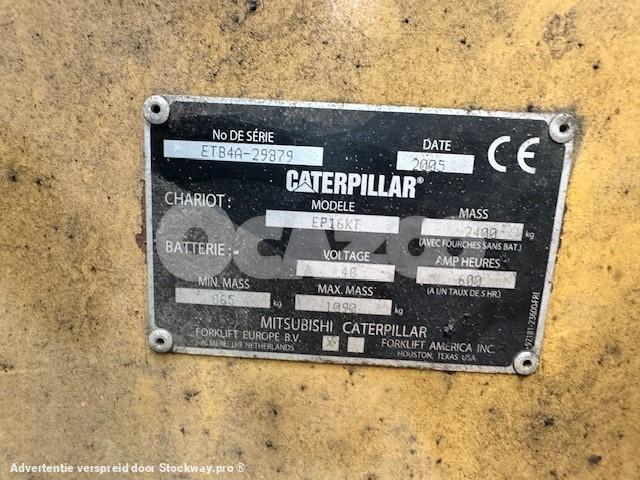 No DE SÉRIE
ETB4A-29879
DATE
2005
CE
CATERPILLAR®
CHARIOT:
MODELE
EP16KT
MASS
2400 kg
(AVEC FOURCHES SANS BAT.)
BATTERIE:
VOLTAGE
48
AMP HEURES
600
(A UN TAUX DE 5 HR.)
MIN. MASS
865 kg
MAX. MASS
1090 kg
MITSUBISHI CATERPILLAR
FORKLIFT EUROPE B.V.
ALMERE THE NETHERLANDS
FORKLIFT AMERICA INC.
HOUSTON, TEXAS USA
OCAZOO
Advertentie verspreid door Stockway.pro ®